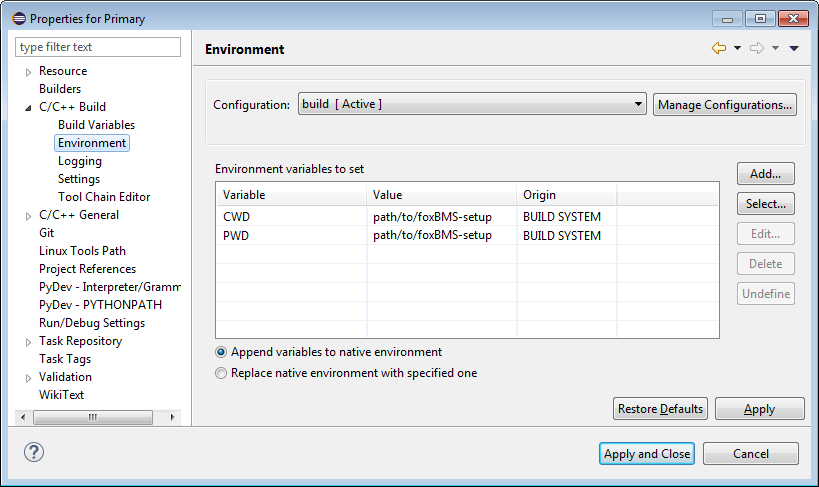 Properties for Primary
type filter text
Resource
Builders
C/C++ Build
Build Variables
Environment
Logging
Settings
Tool Chain Editor
C/C++ General
Git
Linux Tools Path
Project References
PyDev - Interpreter/Gramm
PyDev - PYTHONPATH
Run/Debug Settings
Task Repository
Task Tags
Validation
WikiText
Environment
Configuration: build [ Active ] Manage Configurations...
Environment variables to set
Variable Value Origin
CWD path/to/foxBMS-setup BUILD SYSTEM
PWD path/to/foxBMS-setup BUILD SYSTEM
Add...
Select...
Edit...
Delete
Undefine
Append variables to native environment
Replace native environment with specified one
Restore Defaults Apply
? Apply and Close Cancel